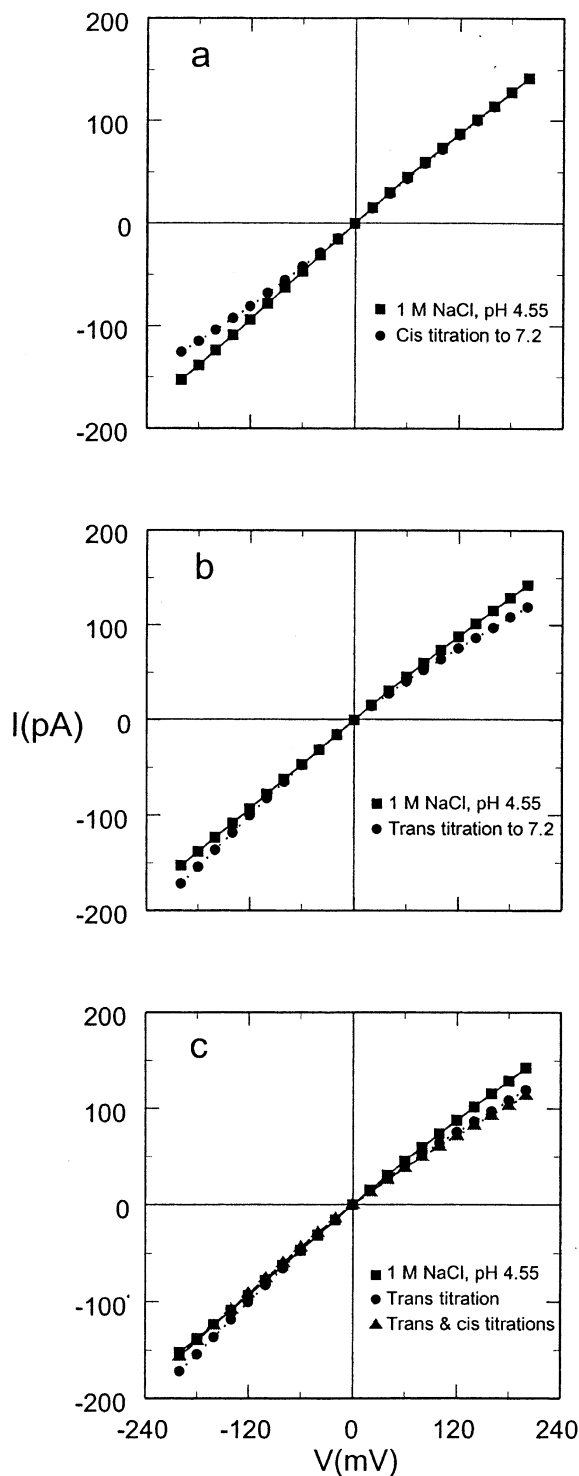 200
a
100
0
-100
-200
■ 1 M NaCl, pH 4.55
● Cis titration to 7.2
200
b
100
I(pA)
0
-100
-200
■ 1 M NaCl, pH 4.55
● Trans titration to 7.2
200
c
100
0
-100
-200
■ 1 M NaCl, pH 4.55
● Trans titration
▲ Trans & cis titrations
-240 -120 0 120 240
V(mV)